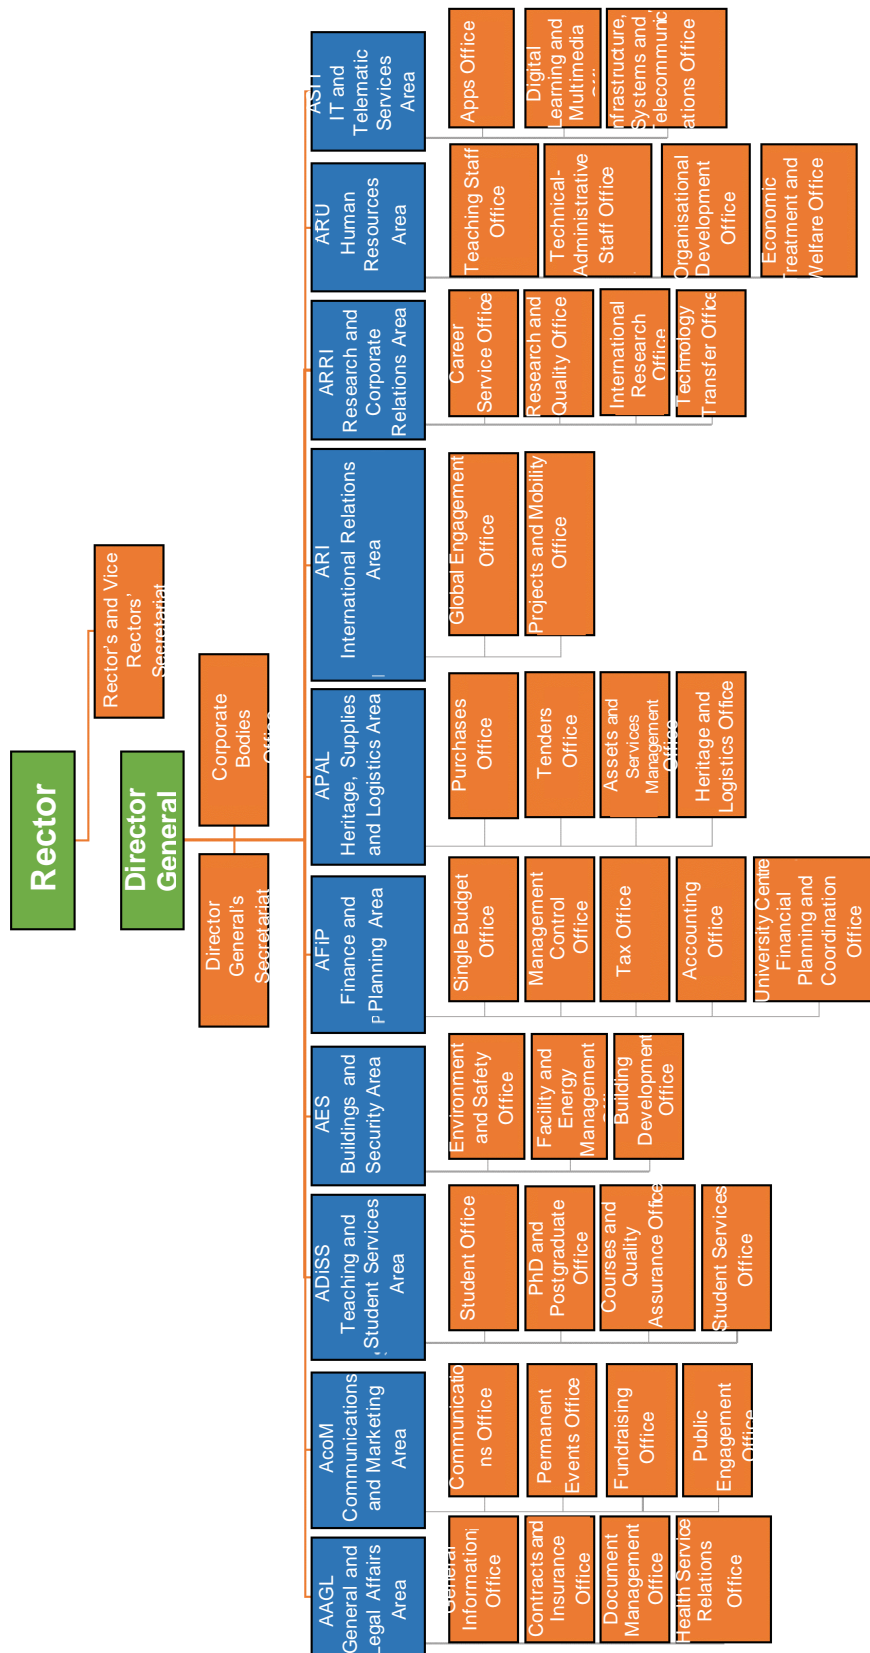 Rector
Rector's and Vice
Rectors'
Secretariat
Director
General
Director
General's
Secretariat
Corporate
Bodies
Office
AAGL
General and
Legal Affairs
Area
General
Information
Office
Contracts and
Insurance
Office
Document
Management
Office
Health Service
Relations
Office
AcoM
Communications
and Marketing
Area
Communicatio
ns Office
Permanent
Events Office
Fundraising
Office
Public
Engagement
Office
ADiSS
Teaching and
Student Services
Area
Student Office
PhD and
Postgraduate
Office
Courses and
Quality
Assurance Office
Student Services
Office
AES
Buildings and
Security Area
Environment
and Safety
Office
Facility and
Energy
Management
Building
Development
Office
AFiP
Finance and
Planning Area
Single Budget
Office
Management
Control
Office
Tax Office
Accounting
Office
University Centre
Financial
Planning and
Coordination
Office
APAL
Heritage, Supplies
and Logistics Area
Purchases
Office
Tenders
Office
Assets and
Services
Management
Office
Heritage and
Logistics Office
ARI
International Relations
Area
Global Engagement
Office
Projects and Mobility
Office
ARRI
Research and
Corporate
Relations Area
Career
Service Office
Research and
Quality Office
International
Research
Office
Technology
Transfer Office
ARU
Human
Resources
Area
Teaching Staff
Office
Technical-
Administrative
Staff Office
Organisational
Development
Office
Economic
Treatment and
Welfare Office
ASIT
IT and
Telematic
Services
Area
Apps Office
Digital
Learning and
Multimedia
Infrastructure,
Systems and
Telecommunic
ations Office